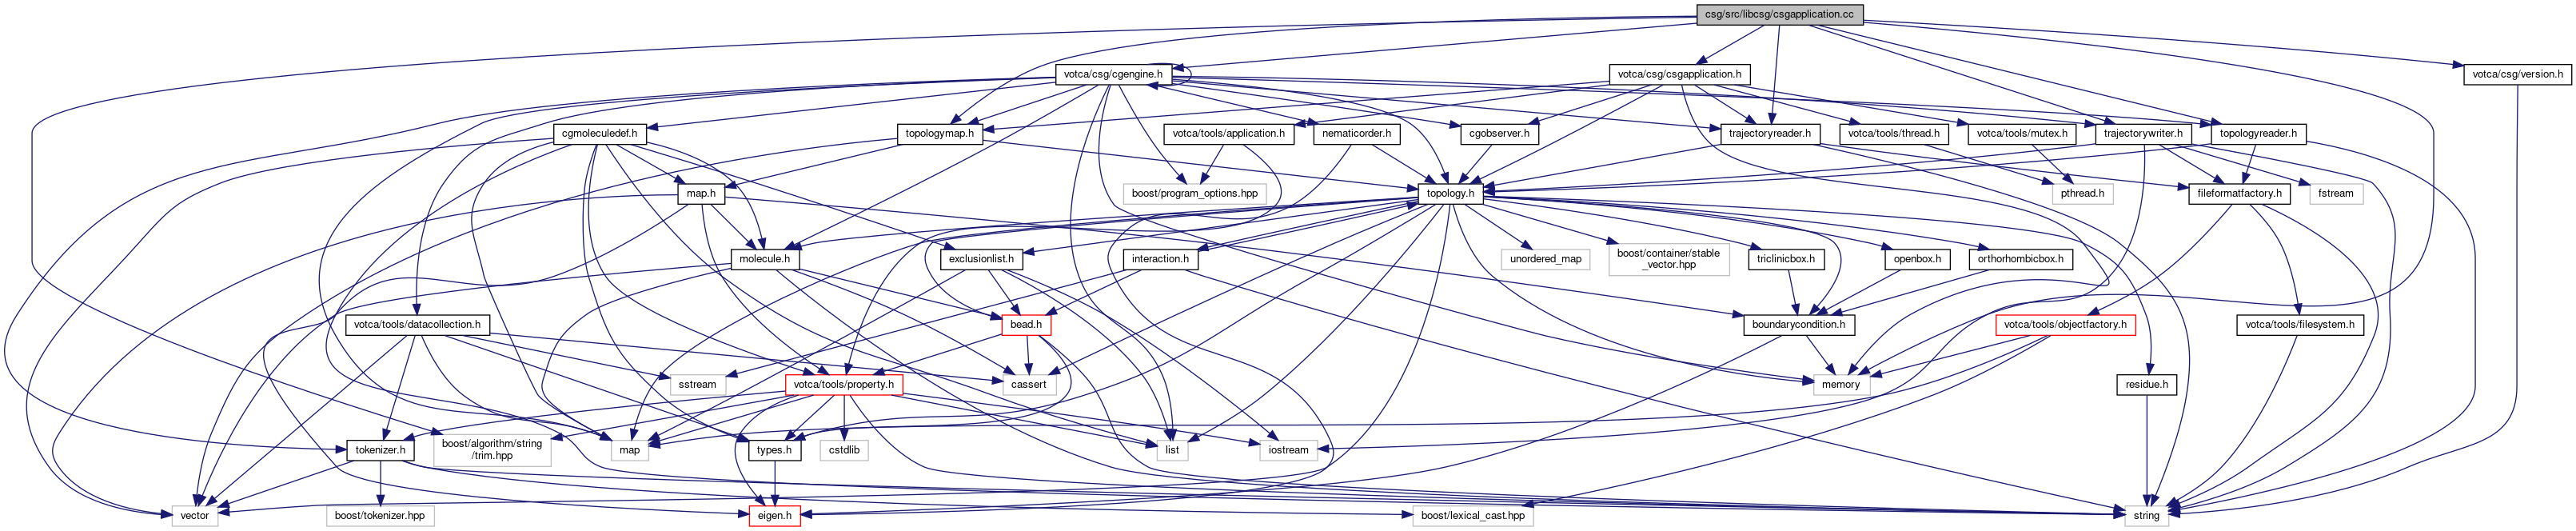 csg/src/libcsg/csgapplication.cc
votca/csg/cgengine.h
votca/csg/csgapplication.h
votca/csg/version.h
cgmoleculedef.h
topologymap.h
votca/tools/application.h
nematicorder.h
cgobserver.h
trajectoryreader.h
votca/tools/thread.h
votca/tools/mutex.h
trajectorywriter.h
topologyreader.h
map.h
boost/program_options.hpp
topology.h
pthread.h
fileformatfactory.h
fstream
molecule.h
exclusionlist.h
interaction.h
unordered_map
boost/container/stable
_vector.hpp
triclinicbox.h
openbox.h
orthorhombicbox.h
votca/tools/datacollection.h
bead.h
boundarycondition.h
votca/tools/objectfactory.h
votca/tools/filesystem.h
sstream
votca/tools/property.h
cassert
memory
residue.h
tokenizer.h
boost/algorithm/string
/trim.hpp
map
types.h
cstdlib
list
iostream
vector
boost/tokenizer.hpp
eigen.h
boost/lexical_cast.hpp
string